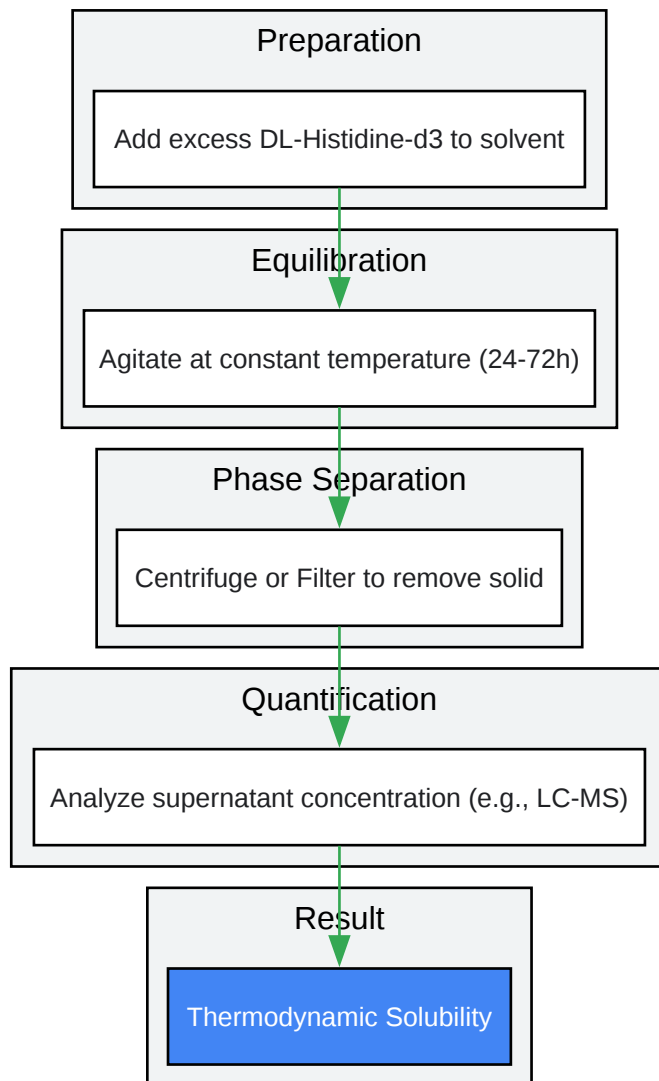 Preparation
Add excess DL-Histidine-d3 to solvent
Equilibration
Agitate at constant temperature (24-72h)
Phase Separation
Centrifuge or Filter to remove solid
Quantification
Analyze supernatant concentration (e.g., LC-MS)
Result
Thermodynamic Solubility